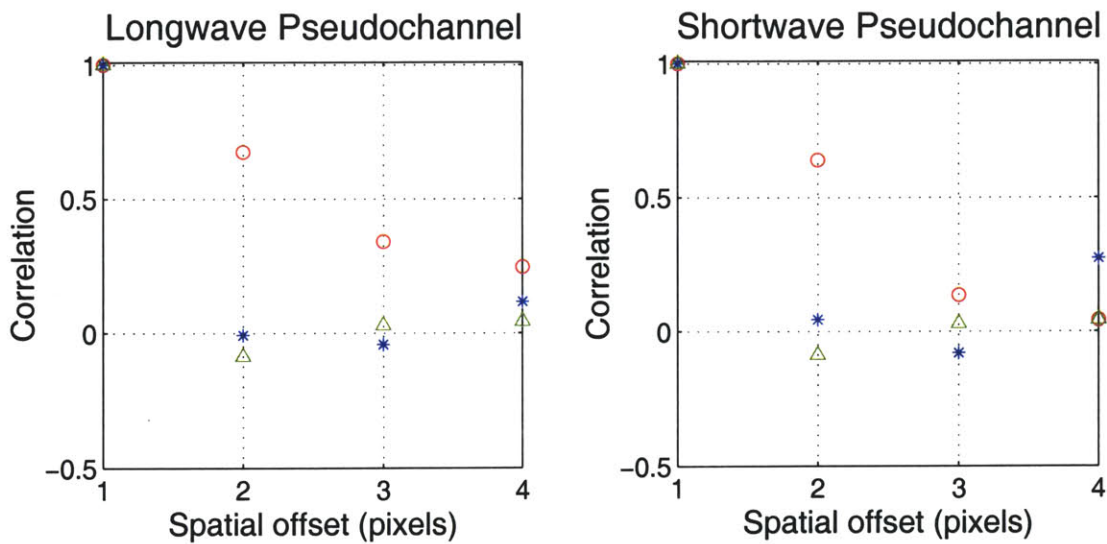 Longwave Pseudochannel
1
0.5
0
−0.5
1 2 3 4
Correlation
Spatial offset (pixels)
Shortwave Pseudochannel
1
0.5
0
−0.5
1 2 3 4
Correlation
Spatial offset (pixels)